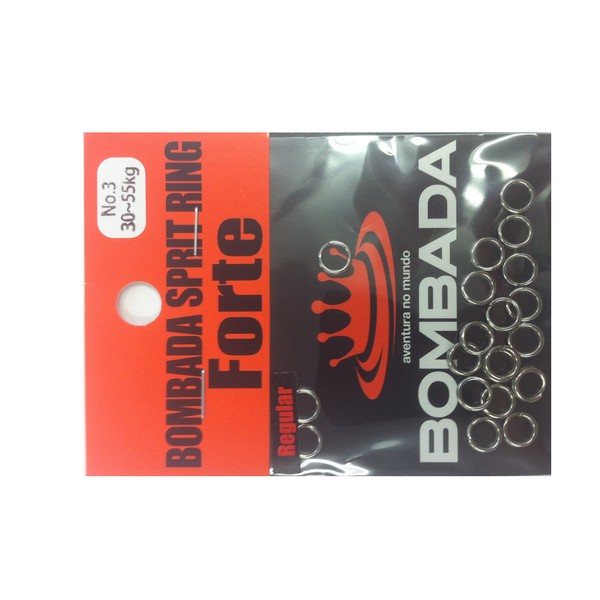 No.3
30~55kg
BOMBADA SPRIT RING
Forte
Regular
aventura no mundo
BOMBADA